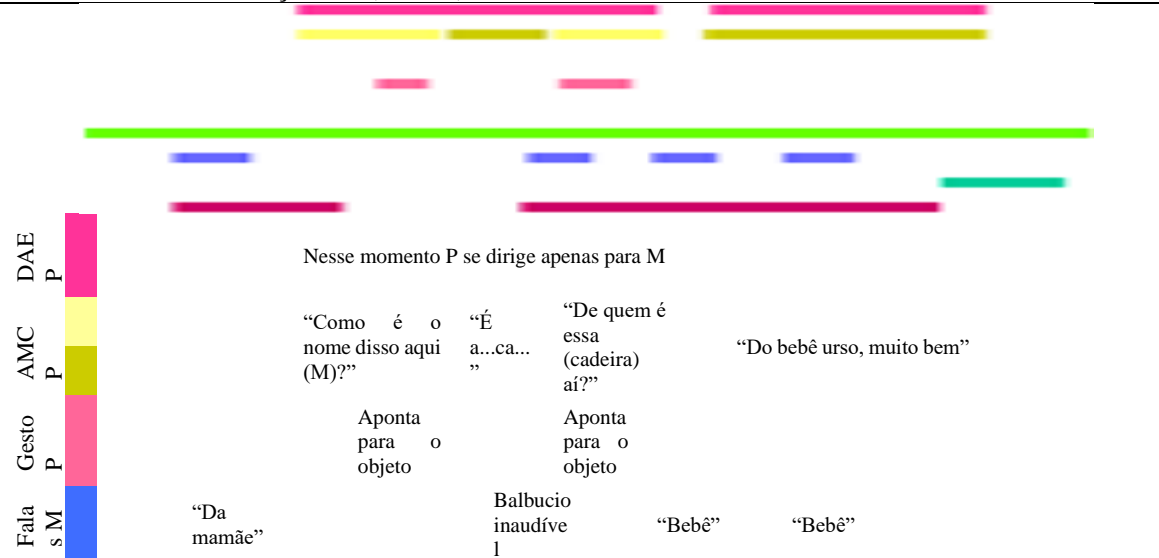 DAE
P
Nesse momento P se dirige apenas para M
AMC
P
“Como é o
nome disso aqui
(M)?”
“É
a...ca...
”
“De quem é
essa
(cadeira)
aí?”
“Do bebê urso, muito bem”
Gesto
P
Aponta
para o
objeto
Aponta
para o
objeto
Fala
s M
“Da
mamãe”
Balbucio
inaudíve
l
“Bebê”
“Bebê”